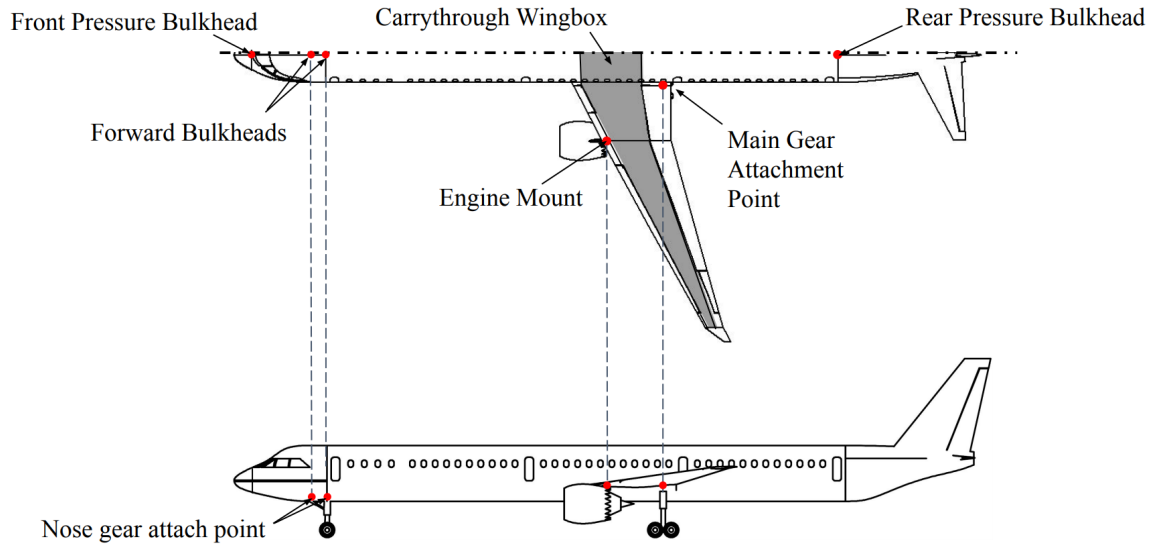 Front Pressure Bulkhead
Carrythrough Wingbox
Rear Pressure Bulkhead
Forward Bulkheads
Engine Mount
Main Gear
Attachment
Point
Nose gear attach point